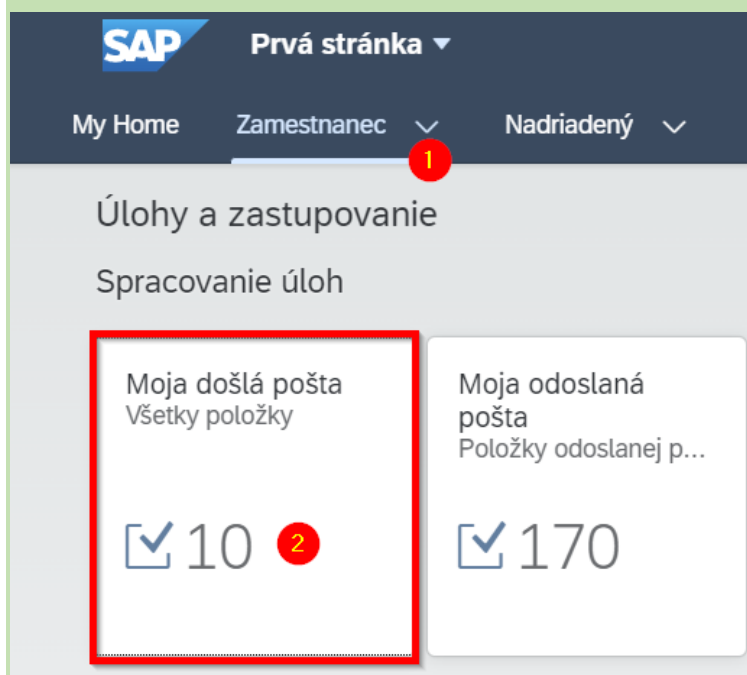 SAP Prvá stránka
My Home Zamestnanec Nadriadený
1
Úlohy a zastupovanie
Spracovanie úloh
Moja došlá pošta
Všetky položky
10 2
Moja odoslaná
pošta
Položky odoslanej p...
170